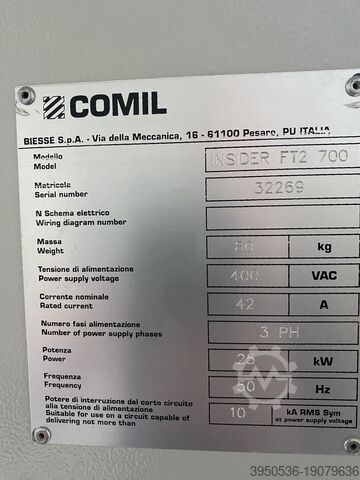 COMIL
BIESSE S.p.A. - Via della Meccanica, 16 - 61100 Pesaro, PU ITALIA
Modello
Model
INSIDER FT2 700
Matricola
Serial number
32269
N Schema elettrico
Wiring diagram number
Massa
Weight
kg
Tensione di alimentazione
Power supply voltage
400 VAC
Corrente nominale
Rated current
42 A
Numero fasi alimentazione
Number of power supply phases
3 PH
Potenza
Power
25 kW
Frequenza
Frequency
50 Hz
Potere di interruzione del corto circuito
alla tensione di alimentazione
Suitable for use on a circuit capable of
delivering not more than
10 kA RMS Sym
at power supply voltage
3950536-19079636